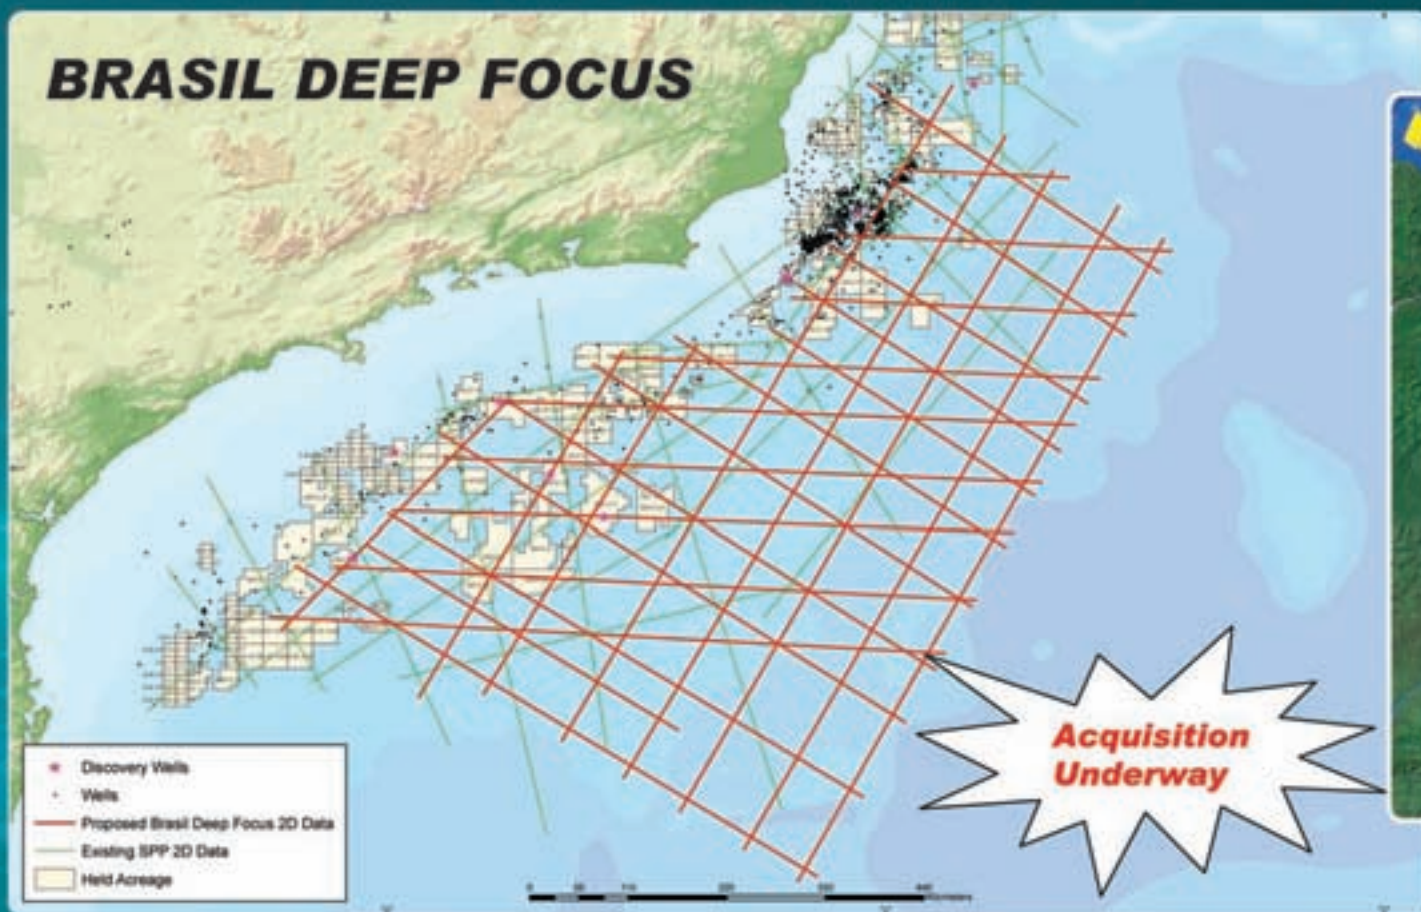 BRASIL DEEP FOCUS
Acquisition
Underway
Discovery Wells
Wells
Proposed Brasil Deep Focus 2D Data
Existing SPP 2D Data
Held Acreage